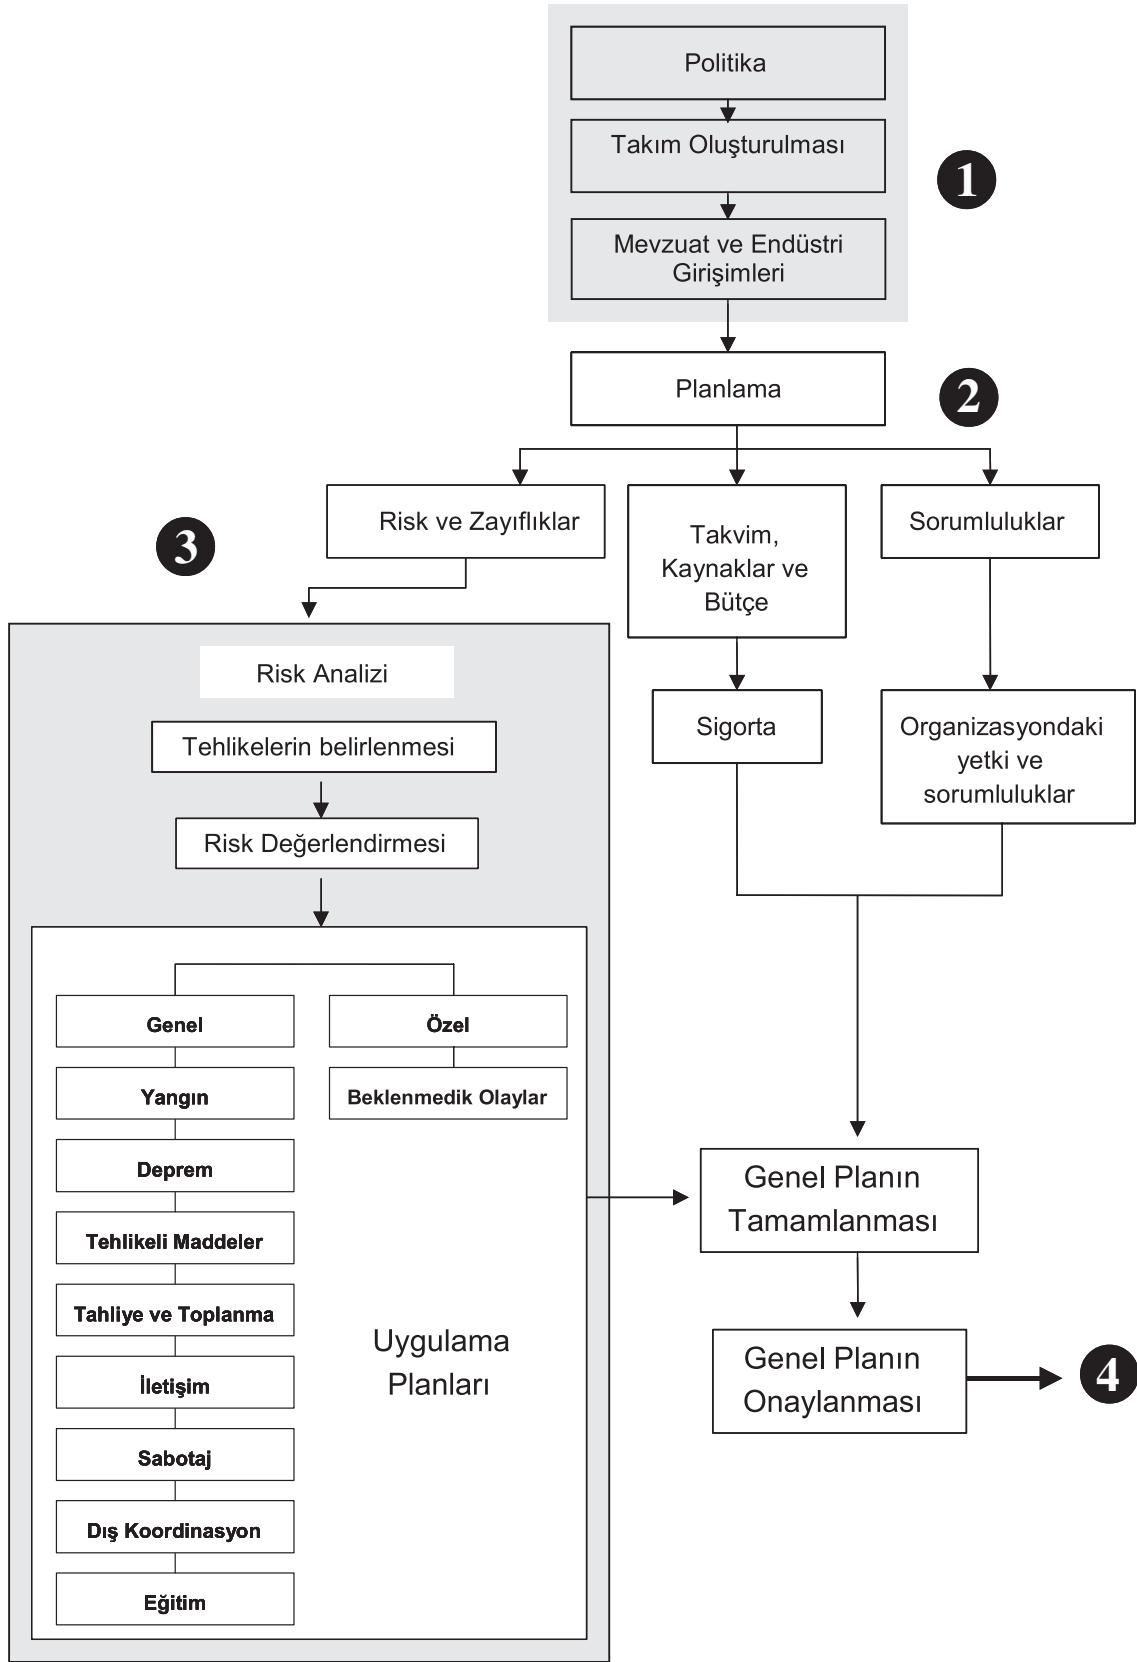 Politika
Takım Oluşturulması
1
Mevzuat ve Endüstri
Girişimleri
Planlama
2
Risk ve Zayıflıklar
Takvim,
Kaynaklar ve
Bütçe
Sorumluluklar
3
Risk Analizi
Tehlikelerin belirlenmesi
Risk Değerlendirmesi
Sigorta
Organizasyondaki
yetki ve
sorumluluklar
Genel
Yangın
Deprem
Tehlikeli Maddeler
Tahliye ve Toplanma
İletişim
Sabotaj
Dış Koordinasyon
Eğitim
Özel
Beklenmedik Olaylar
Uygulama
Planları
Genel Planın
Tamamlanması
Genel Planın
Onaylanması
4